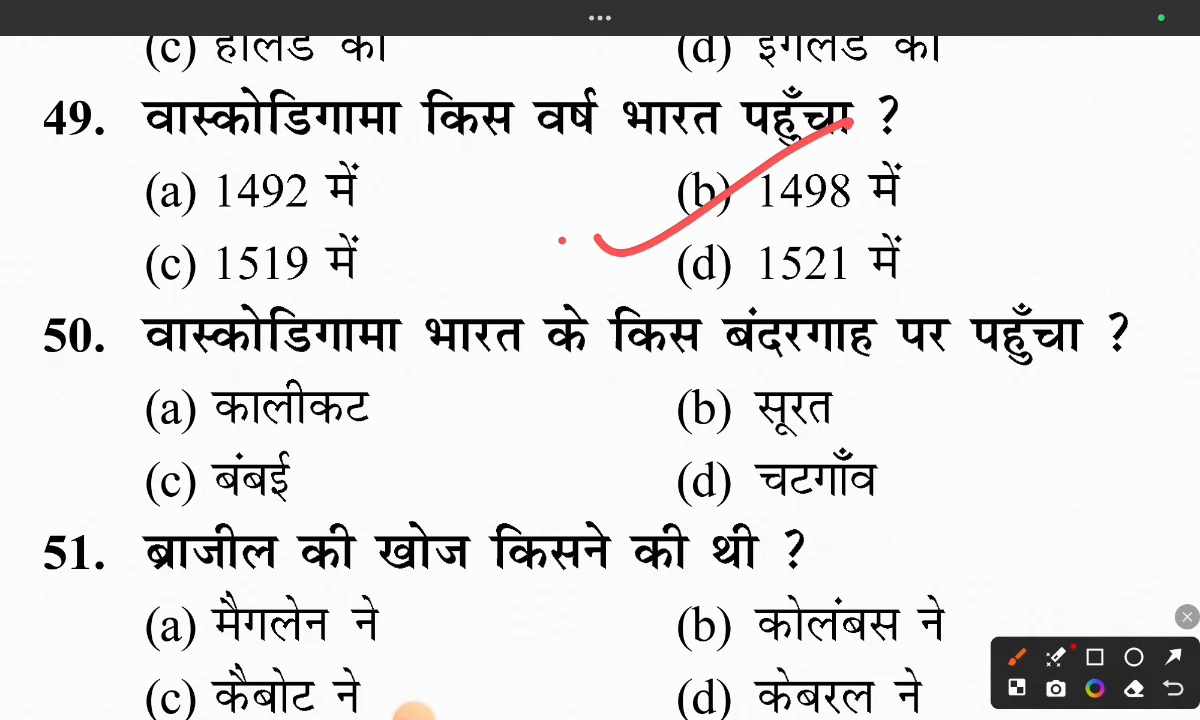 (c) हॉलैंड का (d) इंगलैंड का
49. वास्कोडिगामा किस वर्ष भारत पहुँचा ?
(a) 1492 में (b) 1498 में
(c) 1519 में (d) 1521 में
50. वास्कोडिगामा भारत के किस बंदरगाह पर पहुँचा ?
(a) कालीकट (b) सूरत
(c) बंबई (d) चटगाँव
51. ब्राजील की खोज किसने की थी ?
(a) मैगलेन ने (b) कोलंबस ने
(c) कैबोट ने (d) केबरल ने